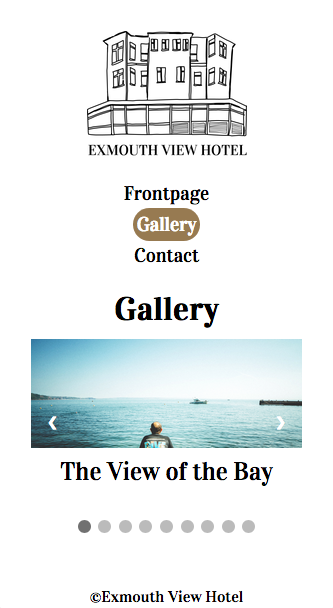 EXMOUTH VIEW HOTEL
Frontpage
Gallery
Contact
Gallery
❮ ❯
The View of the Bay
©Exmouth View Hotel